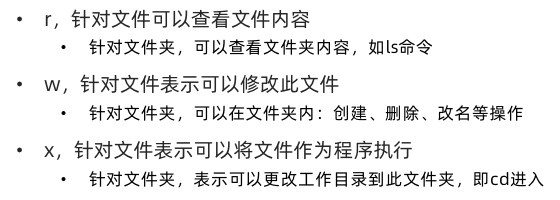 • r，针对文件可以查看文件内容
• 针对文件夹，可以查看文件夹内容，如ls命令
• w，针对文件表示可以修改此文件
• 针对文件夹，可以在文件夹内：创建、删除、改名等操作
• x，针对文件表示可以将文件作为程序执行
• 针对文件夹，表示可以更改工作目录到此文件夹，即cd进入